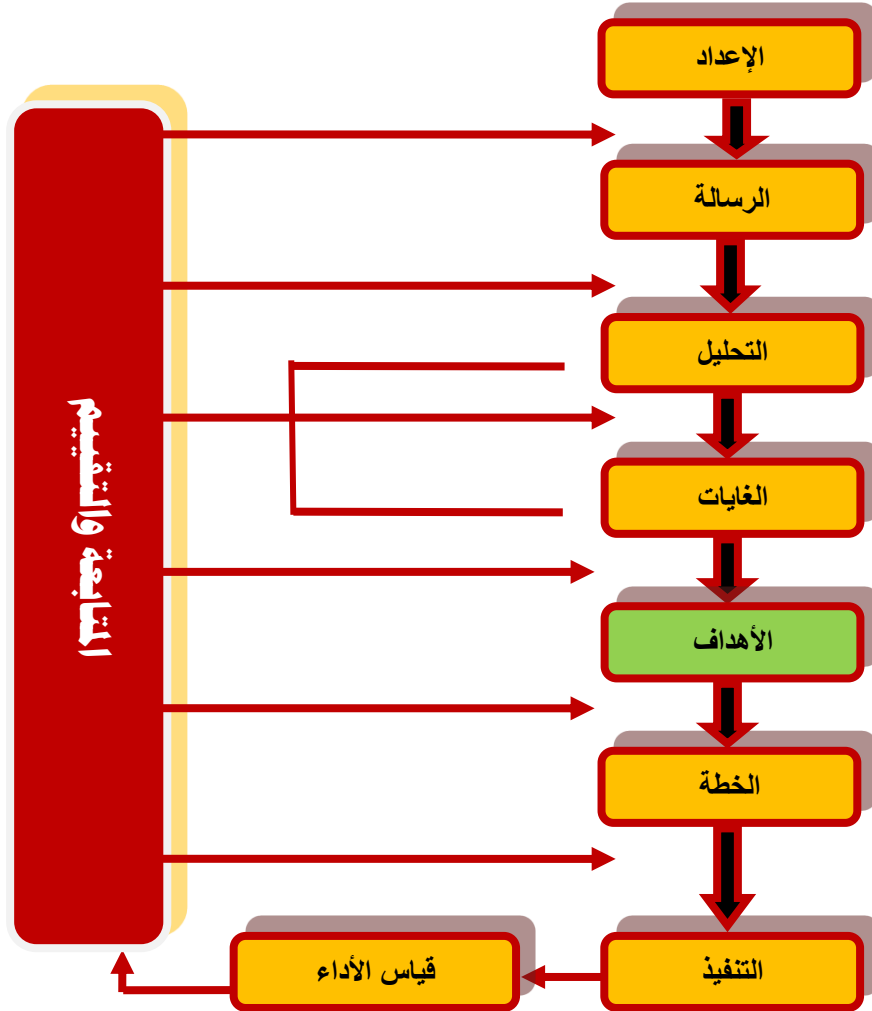 الإعداد
الرسالة
التحليل
الغايات
الأهداف
الخطة
التنفيذ
قياس الأداء
المتابعة والتقييم